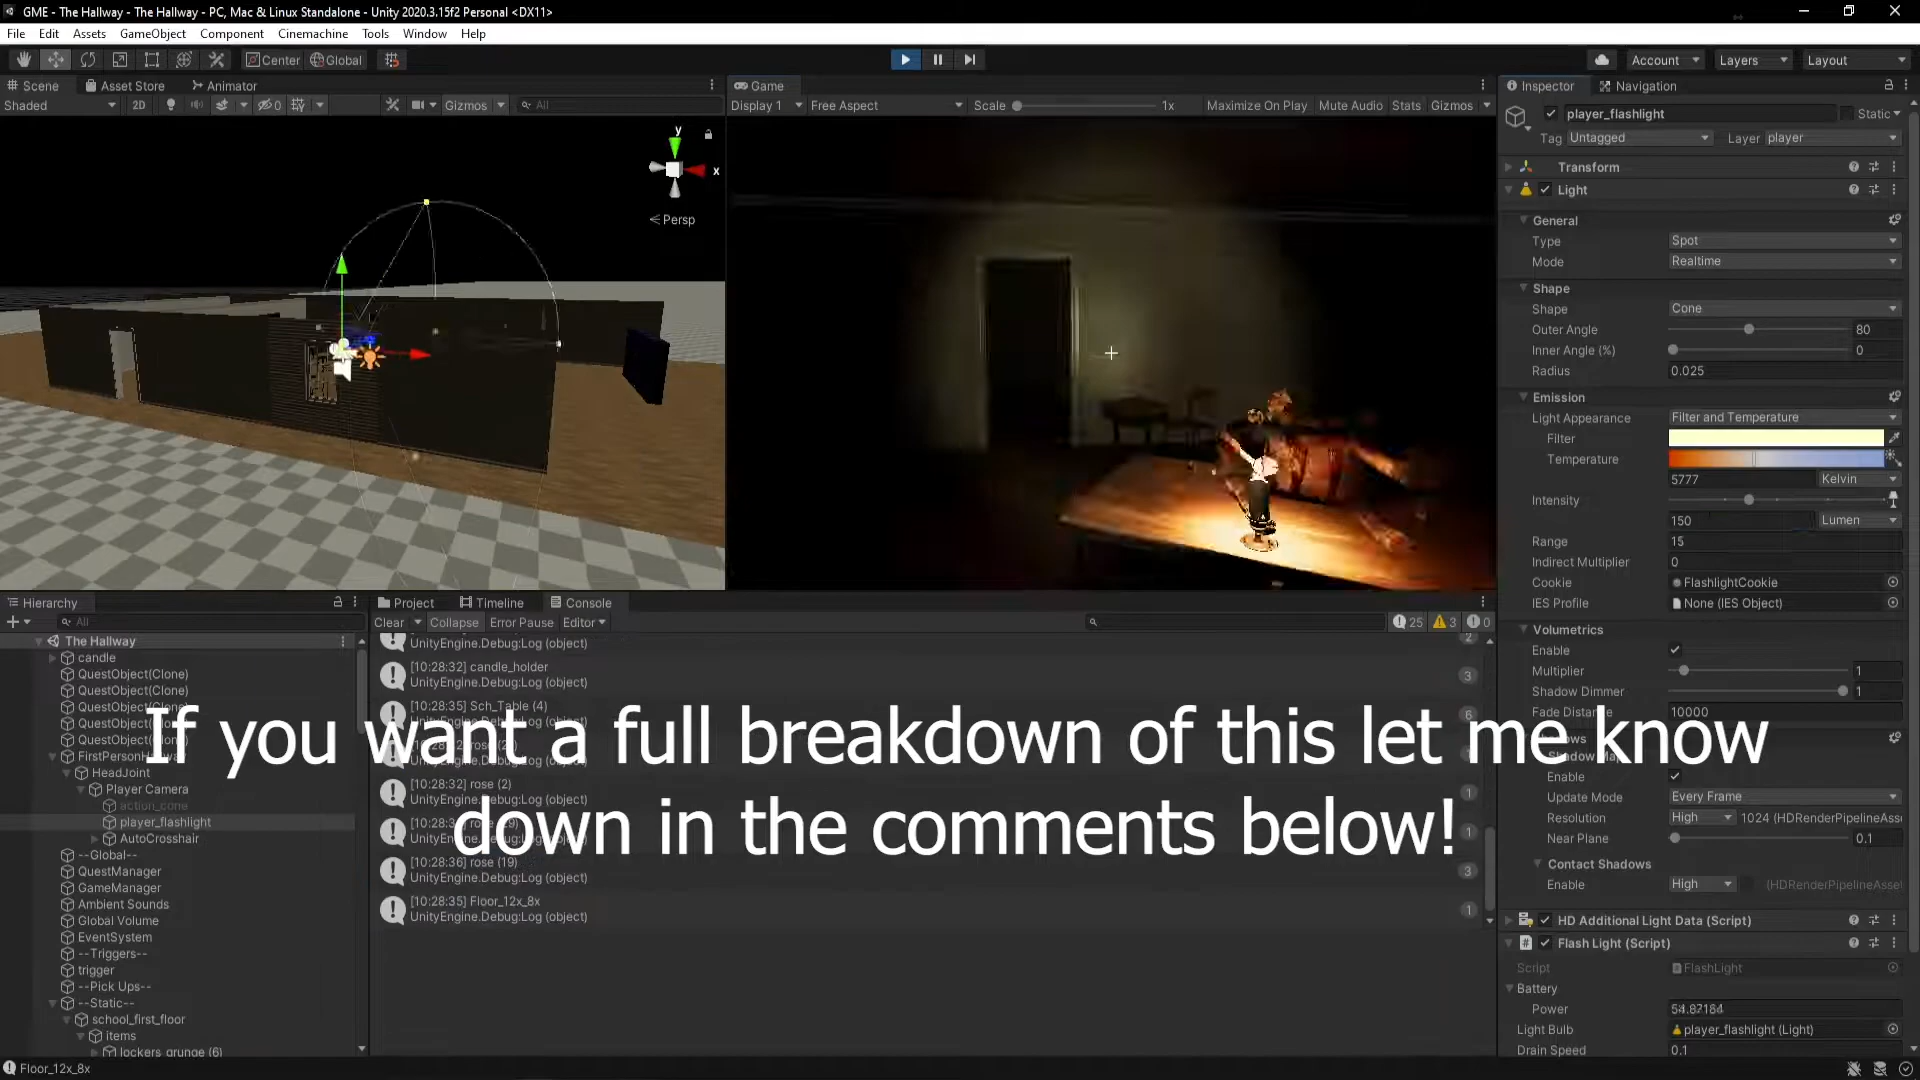 GME - The Hallway - The Hallway - PC, Mac & Linux Standalone - Unity 2020.3.15f2 Personal <DX11>
File Edit Assets GameObject Component Cinemachine Tools Window Help
Center Global Account Layers Layout
Scene Asset Store Animator
Shaded 2D 0 Gizmos All
y
x
Persp
Game
Display 1 Free Aspect Scale 1x Maximize On Play Mute Audio Stats Gizmos
Inspector Navigation
player_flashlight Static
Tag Untagged Layer player
Transform
Light
General
Type Spot
Mode Realtime
Shape
Shape Cone
Outer Angle 80
Inner Angle (%) 0
Radius 0.025
Emission
Light Appearance Filter and Temperature
Filter
Temperature
5777 Kelvin
Intensity
150 Lumen
Range 15
Indirect Multiplier 0
Cookie FlashlightCookie
IES Profile None (IES Object)
Volumetrics
Enable
Multiplier 1
Shadow Dimmer 1
Fade Distance 10000
Enable
Update Mode Every Frame
Resolution High 1024 (HDRenderPipelineAsse
Near Plane 0.1
Contact Shadows
Enable High (HDRenderPipelineAsset
HD Additional Light Data (Script)
Flash Light (Script)
Script FlashLight
Battery
Power
Light Bulb player_flashlight (Light)
Drain Speed 0.1
Hierarchy
All
The Hallway
candle
QuestObject(Clone)
QuestObject(Clone)
QuestObject(Clone)
QuestObject(Clone)
QuestObject(Clone)
HeadJoint
Player Camera
action_cone
player_flashlight
AutoCrosshair
--Global--
QuestManager
GameManager
Ambient Sounds
Global Volume
EventSystem
--Triggers--
trigger
--Pick Ups--
--Static--
school_first_floor
items
lockers_grunge (6)
Project Timeline Console
Clear Collapse Error Pause Editor 25 3 0
UnityEngine.Debug:Log (object) 2
[10:28:32] candle_holder
UnityEngine.Debug:Log (object) 3
[10:28:35] Sch_Table (4)
UnityEngine.Debug:Log (object) 6
[10:28:32] rose (2)
UnityEngine.Debug:Log (object) 1
UnityEngine.Debug:Log (object) 1
[10:28:36] rose (19)
UnityEngine.Debug:Log (object) 3
[10:28:35] Floor_12x_8x
UnityEngine.Debug:Log (object) 1
If you want a full breakdown of this let me know
down in the comments below!
Floor_12x_8x